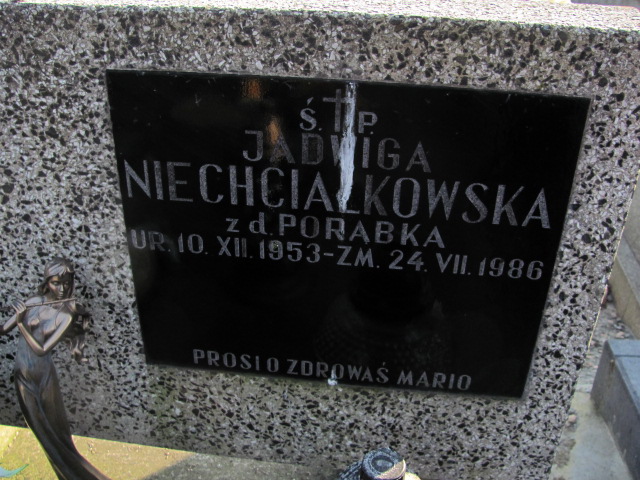 Ś.†P.
JADWIGA
NIECHCIAŁKOWSKA
z d. PORĄBKA
UR. 10. XII. 1953-ZM. 24. VII. 1986
PROSI O ZDROWAŚ MARIO